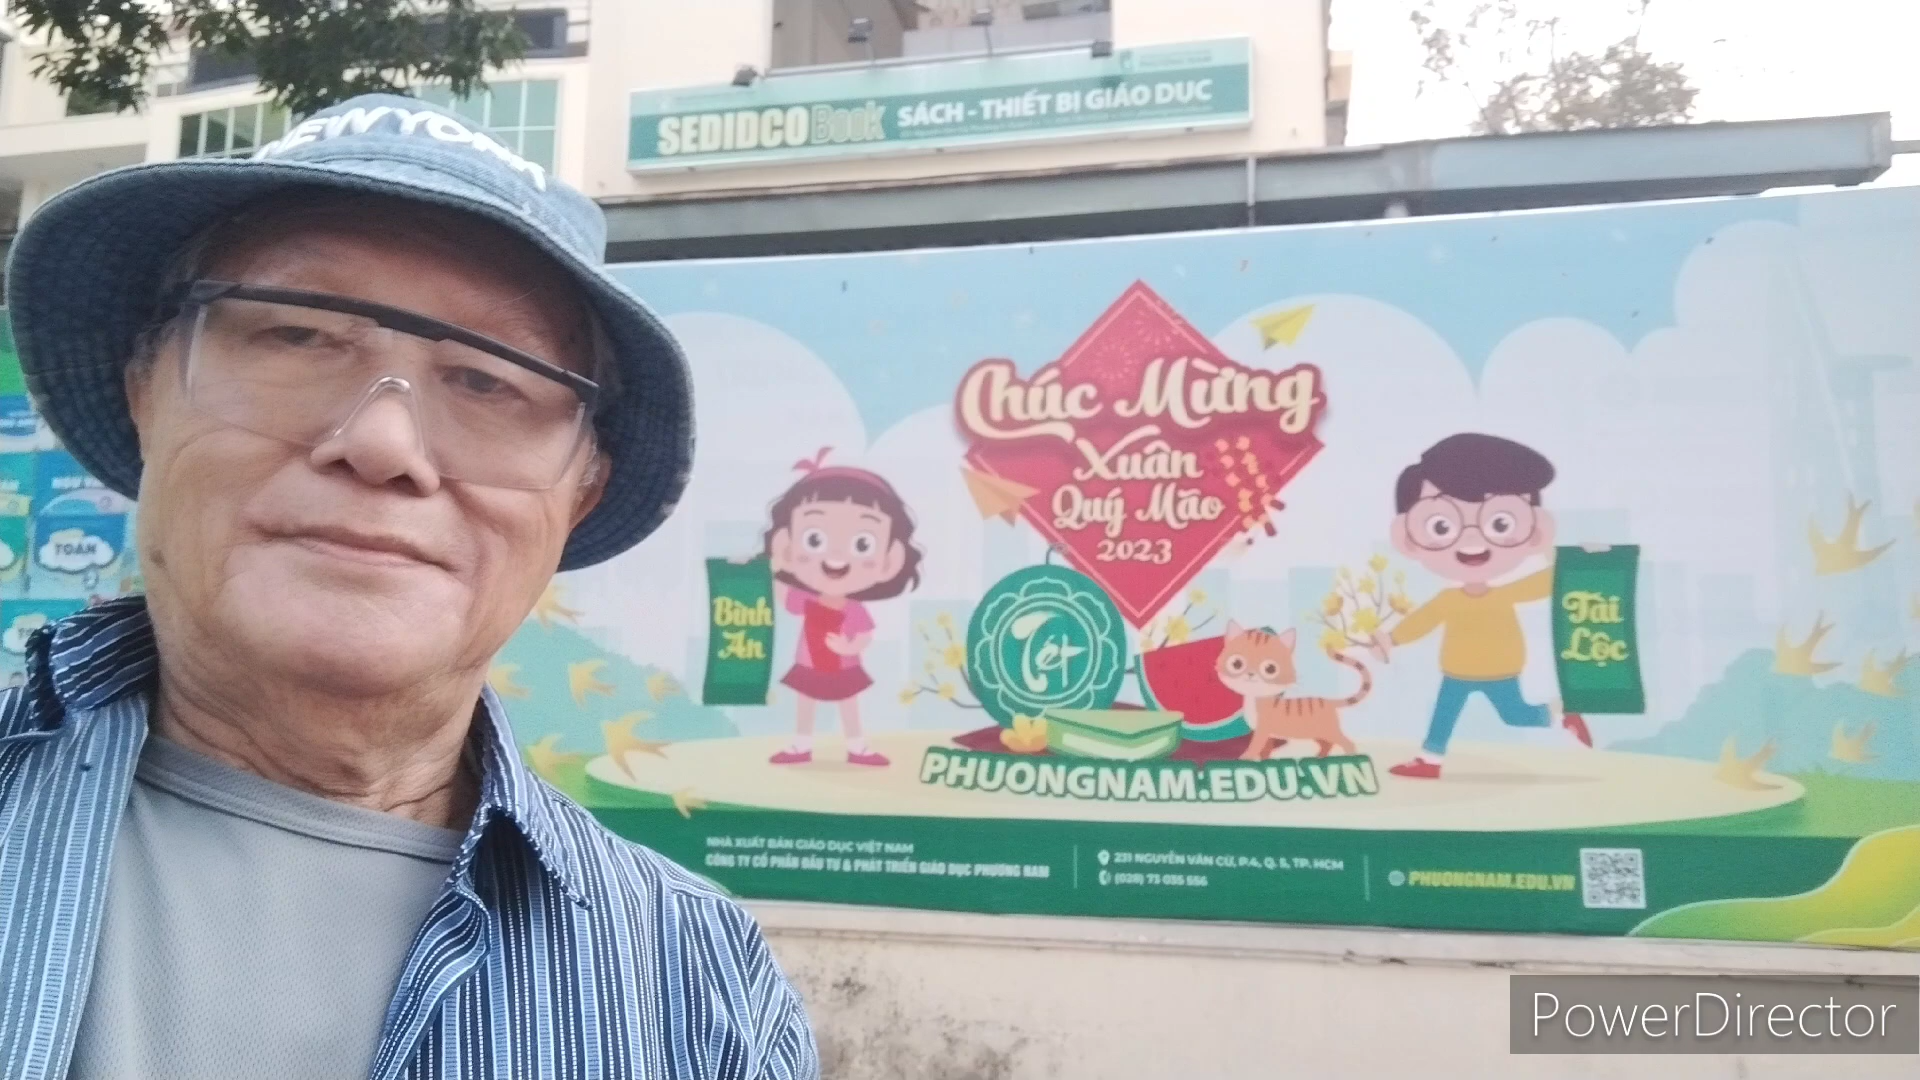 NEW YORK
SEDIDCO Book
SÁCH - THIẾT BỊ GIÁO DỤC
Chúc Mừng
Xuân
Quý Mão
2023
Bình
An
Tết
Tài
Lộc
TOÁN
PHUONGNAM.EDU.VN
NHÀ XUẤT BẢN GIÁO DỤC VIỆT NAM
CÔNG TY CỔ PHẦN ĐẦU TƯ & PHÁT TRIỂN GIÁO DỤC PHƯƠNG NAM
231 NGUYỄN VĂN CỪ, P.4, Q. 5, TP. HCM
(028) 73 035 556
PHUONGNAM.EDU.VN
PowerDirector